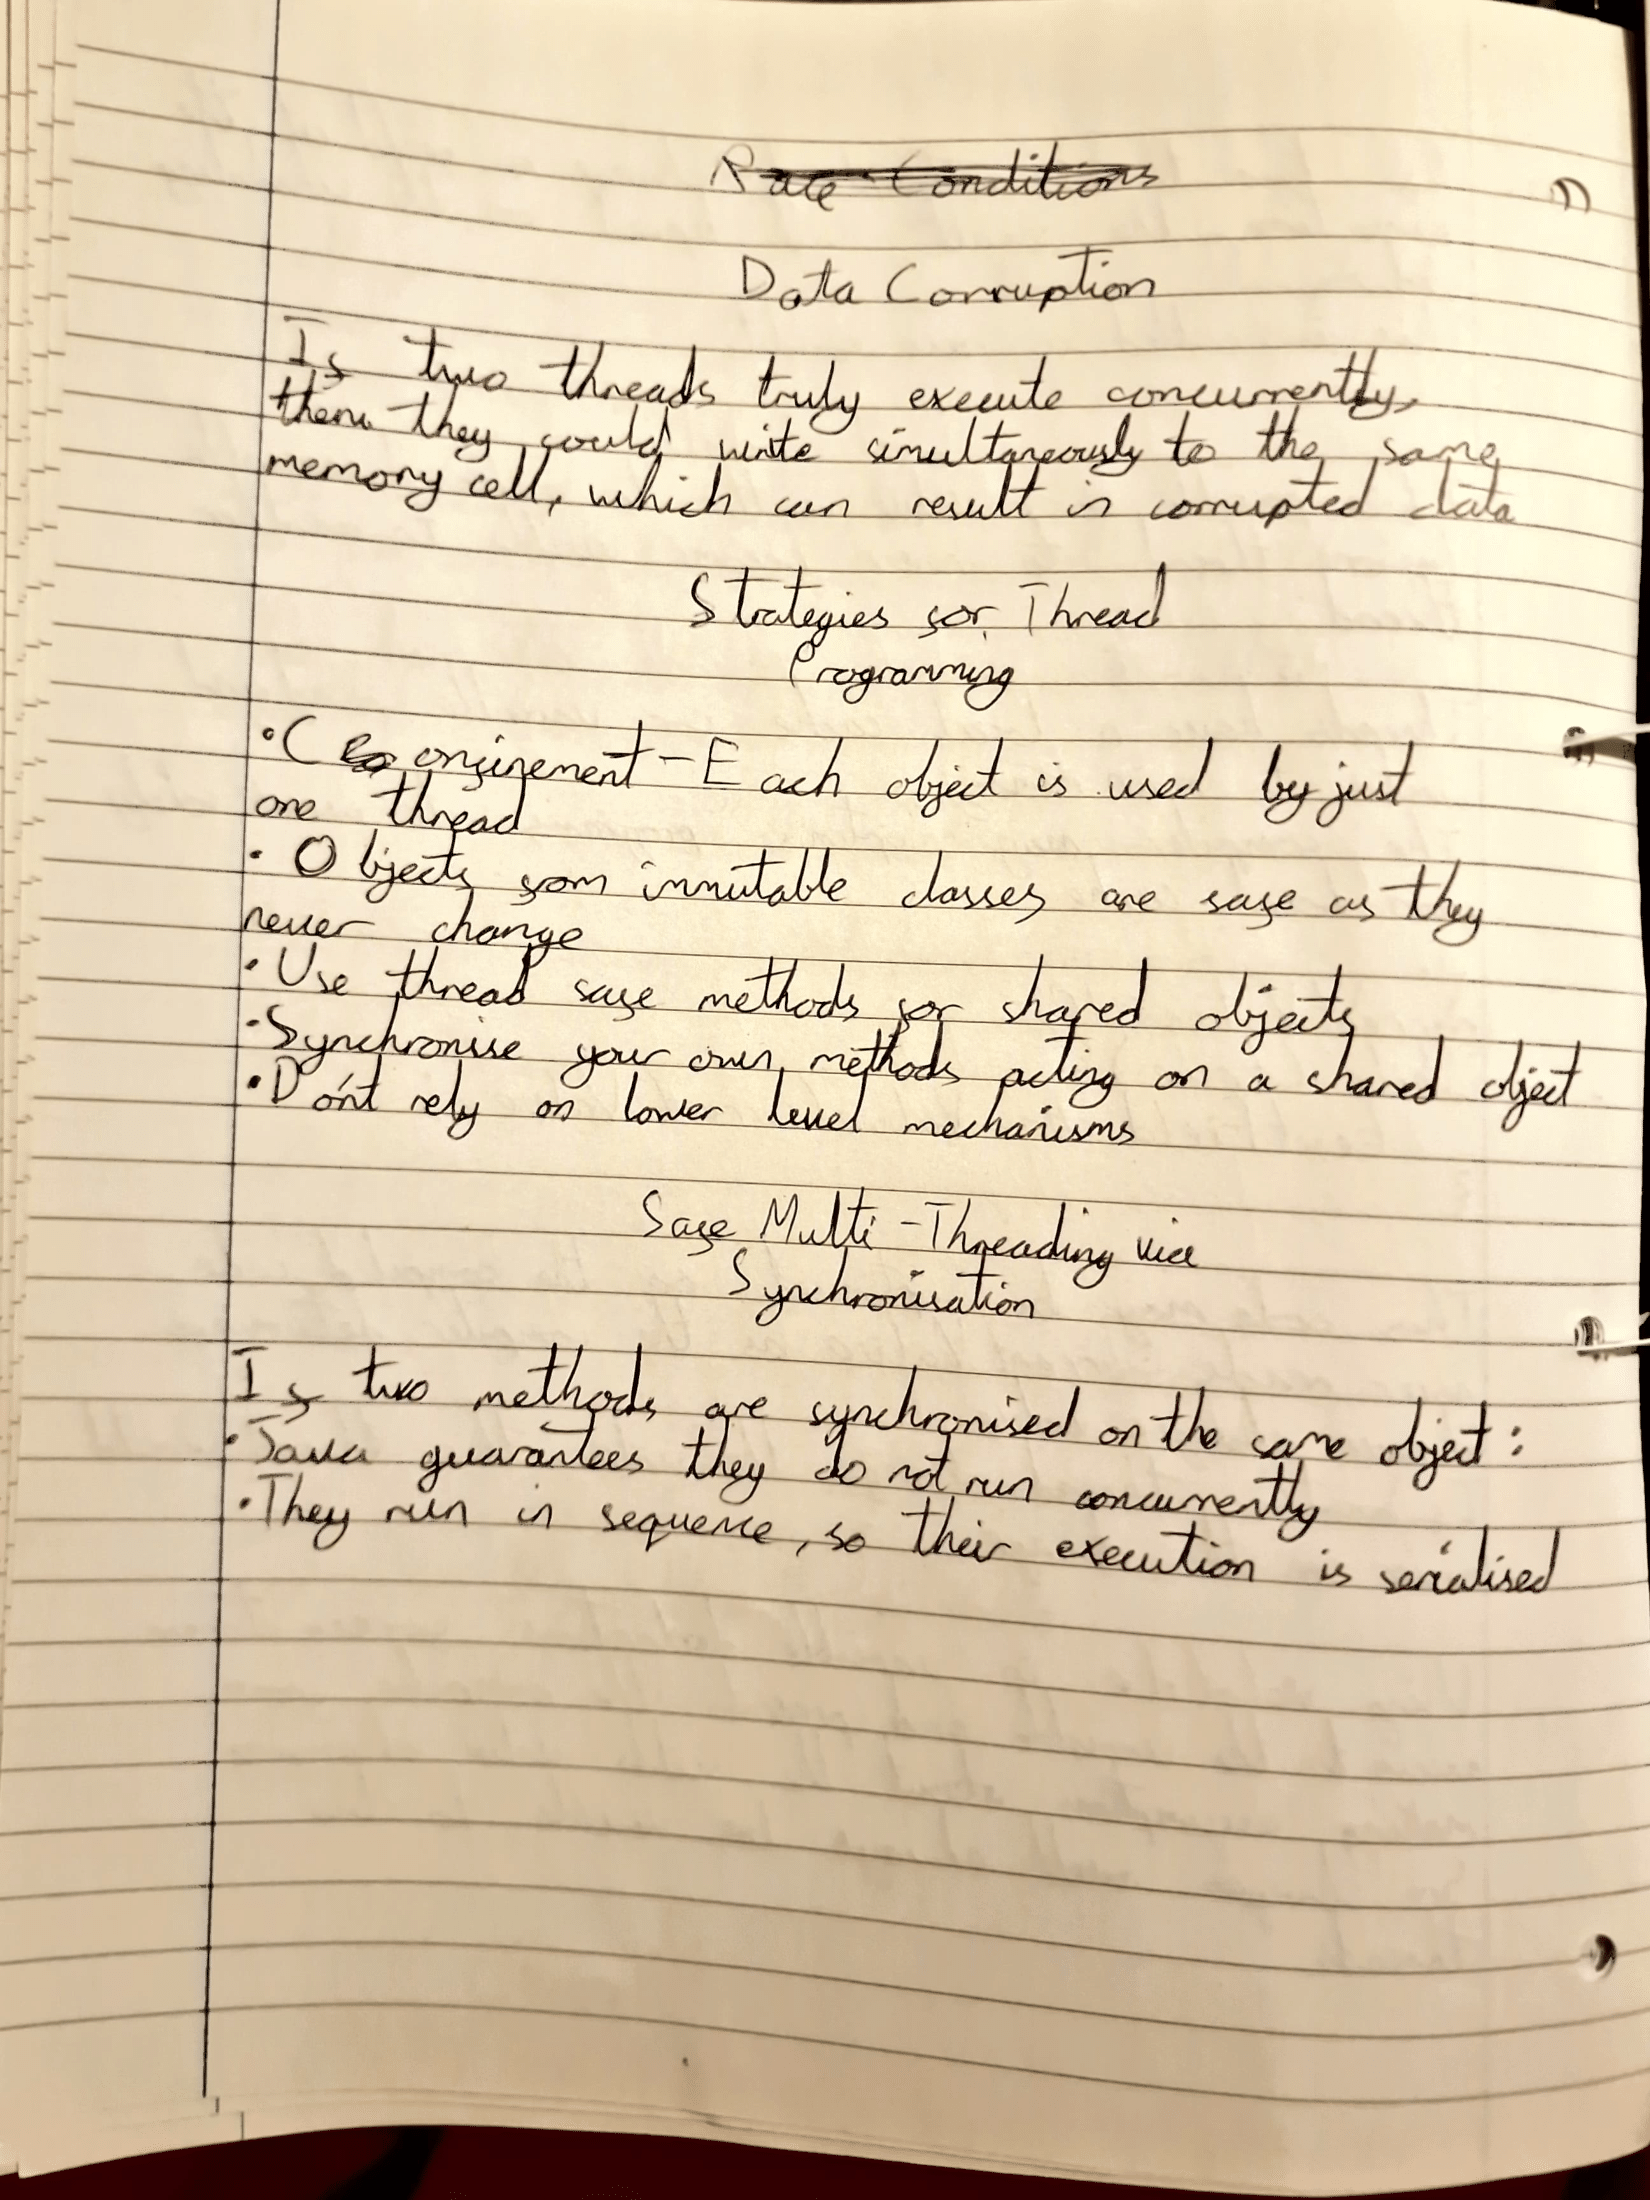 Race Conditions
Data Corruption
If two threads truly execute concurrently,
then they could write simultaneously to the same
memory cell, which can result in corrupted data
Strategies for Thread
Programming
• Confinement - Each object is used by just
one thread
• Objects from immutable classes are safe as they
never change
• Use thread safe methods for shared objects
• Synchronise your own methods acting on a shared object
• Don't rely on lower level mechanisms
Safe Multi-Threading via
Synchronisation
If two methods are synchronised on the same object:
• Java guarantees they do not run concurrently
• They run in sequence, so their execution is serialised